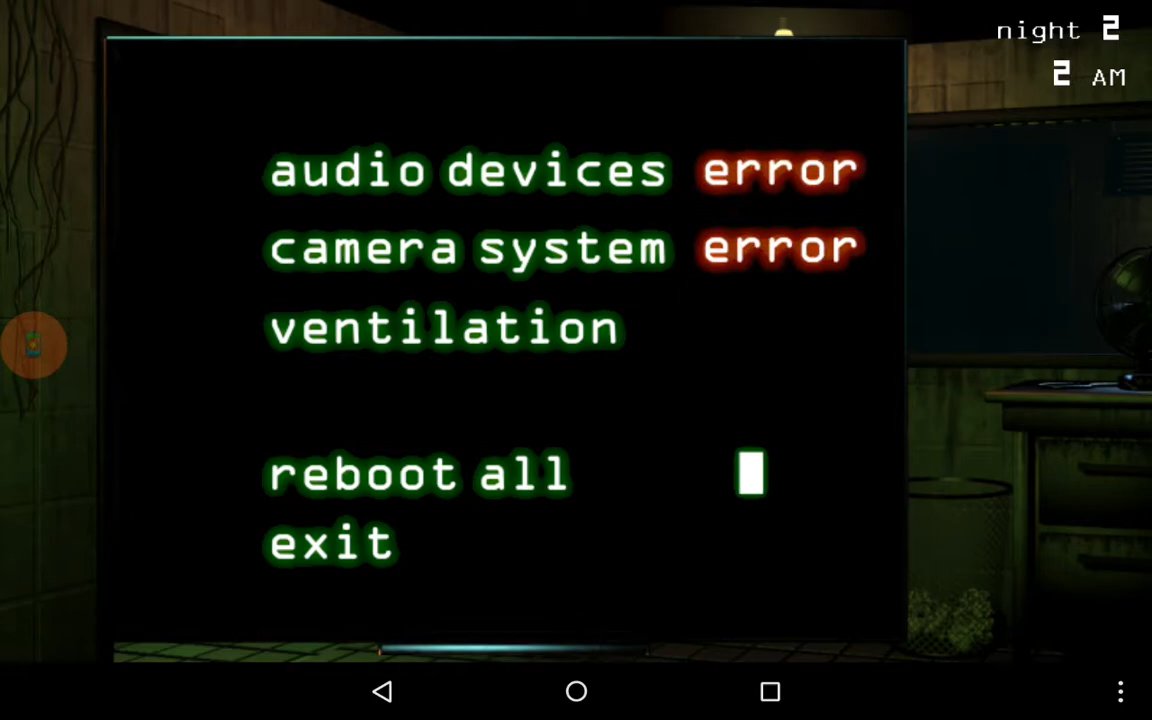 night 2
2 AM
audio devices error
camera system error
ventilation
reboot all
exit